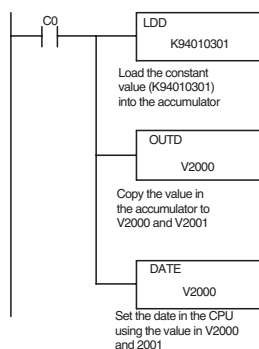 C0
LDD
K94010301
Load the constant
value (K94010301)
into the accumulator
OUTD
V2000
Copy the value in
the accumulator to
V2000 and V2001
DATE
V2000
Set the date in the CPU
using the value in V2000
and 2001